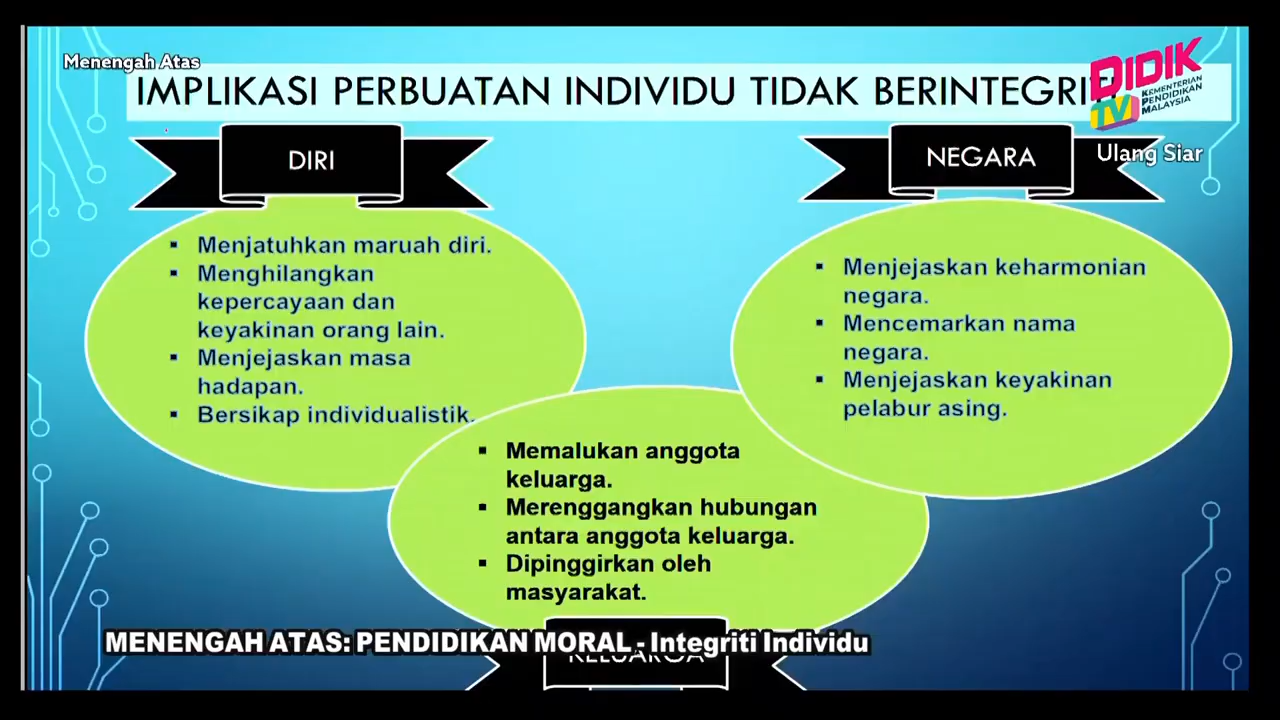 Menengah Atas
IMPLIKASI PERBUATAN INDIVIDU TIDAK BERINTEGRITI
DIDIK
TV
KEMENTERIAN
PENDIDIKAN
MALAYSIA
Ulang Siar
DIRI
Menjatuhkan maruah diri.
Menghilangkan
kepercayaan dan
keyakinan orang lain.
Menjejaskan masa
hadapan.
Bersikap individualistik.
NEGARA
Menjejaskan keharmonian
negara.
Mencemarkan nama
negara.
Menjejaskan keyakinan
pelabur asing.
Memalukan anggota
keluarga.
Merenggangkan hubungan
antara anggota keluarga.
Dipinggirkan oleh
masyarakat.
MENENGAH ATAS: PENDIDIKAN MORAL - Integriti Individu
KELUARGA